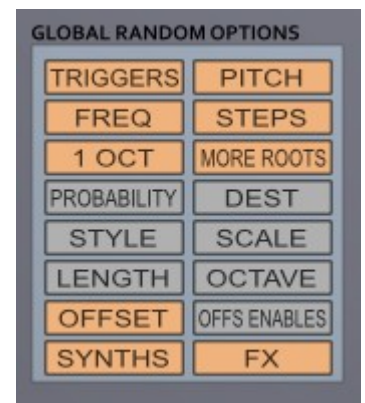 GLOBAL RANDOM OPTIONS
TRIGGERS PITCH
FREQ STEPS
1 OCT MORE ROOTS
PROBABILITY DEST
STYLE SCALE
LENGTH OCTAVE
OFFSET OFFS ENABLES
SYNTHS FX